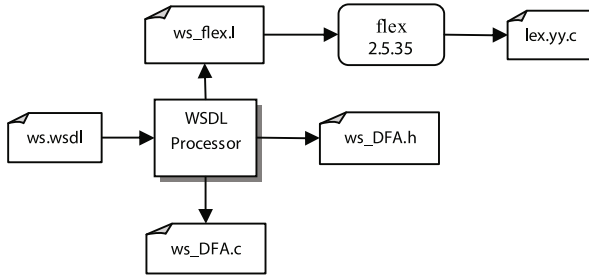 ws_flex.l
flex
2.5.35
lex.yy.c
ws.wsdl
WSDL
Processor
ws_DFA.h
ws_DFA.c